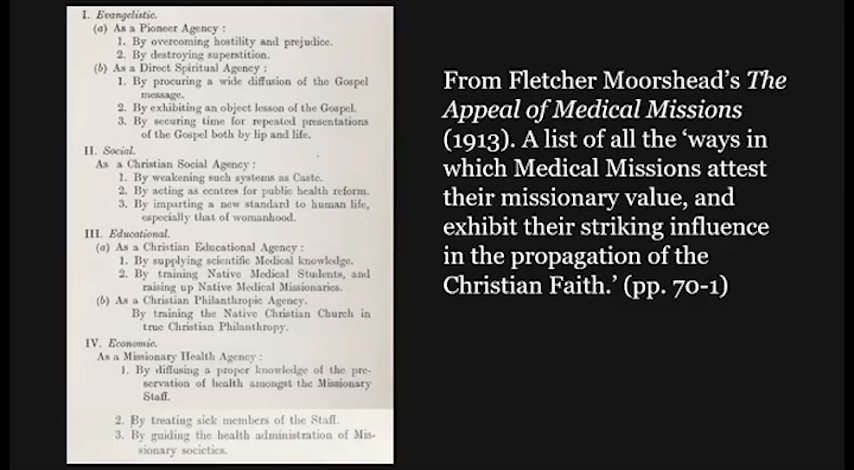 I. Evangelistic.
(a) As a Pioneer Agency :
1. By overcoming hostility and prejudice.
2. By destroying superstition.
(b) As a Direct Spiritual Agency :
1. By procuring a wide diffusion of the Gospel
message.
2. By exhibiting an object lesson of the Gospel.
3. By securing time for repeated presentations
of the Gospel both by lip and life.
II. Social.
As a Christian Social Agency :
1. By weakening such systems as Caste.
2. By acting as centres for public health reform.
3. By imparting a new standard to human life,
especially that of womanhood.
III. Educational.
(a) As a Christian Educational Agency :
1. By supplying scientific Medical knowledge.
2. By training Native Medical Students, and
raising up Native Medical Missionaries.
(b) As a Christian Philanthropic Agency.
By training the Native Christian Church in
true Christian Philanthropy.
IV. Economic.
As a Missionary Health Agency :
1. By diffusing a proper knowledge of the pre-
servation of health amongst the Missionary
Staff.
2. By treating sick members of the Staff.
3. By guiding the health administration of Mis-
sionary societies.
From Fletcher Moorshead’s The
Appeal of Medical Missions
(1913). A list of all the ‘ways in
which Medical Missions attest
their missionary value, and
exhibit their striking influence
in the propagation of the
Christian Faith.’ (pp. 70-1)